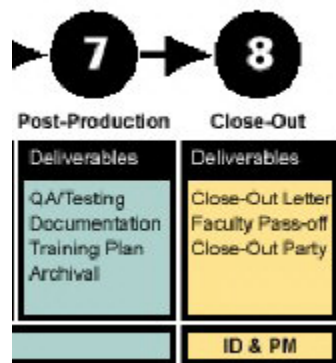 7
8
Post-Production
Close-Out
Deliverables
QA/Testing
Documentation
Training Plan
Archival
Deliverables
Close-Out Letter
Faculty Pass-off
Close-Out Party
ID & PM